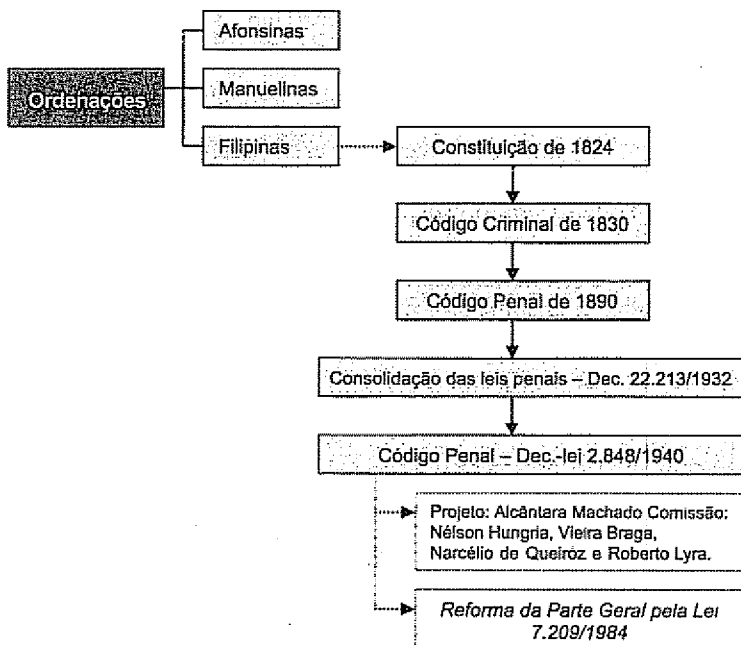 Ordenações
Afonsinas
Manuelinas
Filipinas
Constituição de 1824
Código Criminal de 1830
Código Penal de 1890
Consolidação das leis penais – Dec. 22.213/1932
Código Penal – Dec.-lei 2.848/1940
Projeto: Alcântara Machado Comissão:
Nélson Hungria, Vieira Braga,
Narcélio de Queiróz e Roberto Lyra.
Reforma da Parte Geral pela Lei
7.209/1984